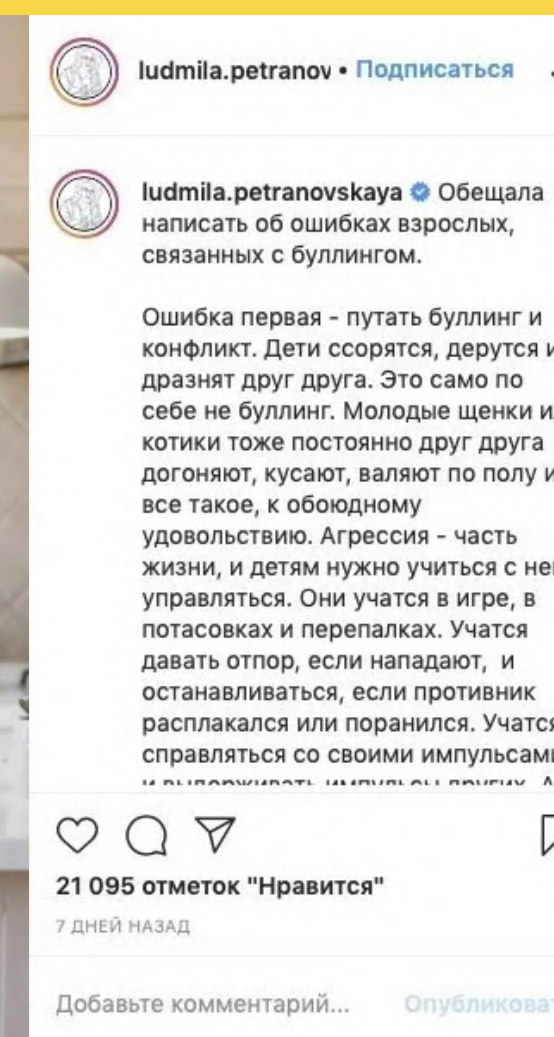 ludmila.petranov • Подписаться
ludmila.petranovskaya Обещала
написать об ошибках взрослых,
связанных с буллингом.
Ошибка первая - путать буллинг и
конфликт. Дети ссорятся, дерутся и
дразнят друг друга. Это само по
себе не буллинг. Молодые щенки и
котики тоже постоянно друг друга
догоняют, кусают, валяют по полу и
все такое, к обоюдному
удовольствию. Агрессия - часть
жизни, и детям нужно учиться с ней
управляться. Они учатся в игре, в
потасовках и перепалках. Учатся
давать отпор, если нападают, и
останавливаться, если противник
расплакался или поранился. Учатся
справляться со своими импульсами
и выдерживать импульсы других. А
21 095 отметок "Нравится"
7 ДНЕЙ НАЗАД
Добавьте комментарий... Опубликоват